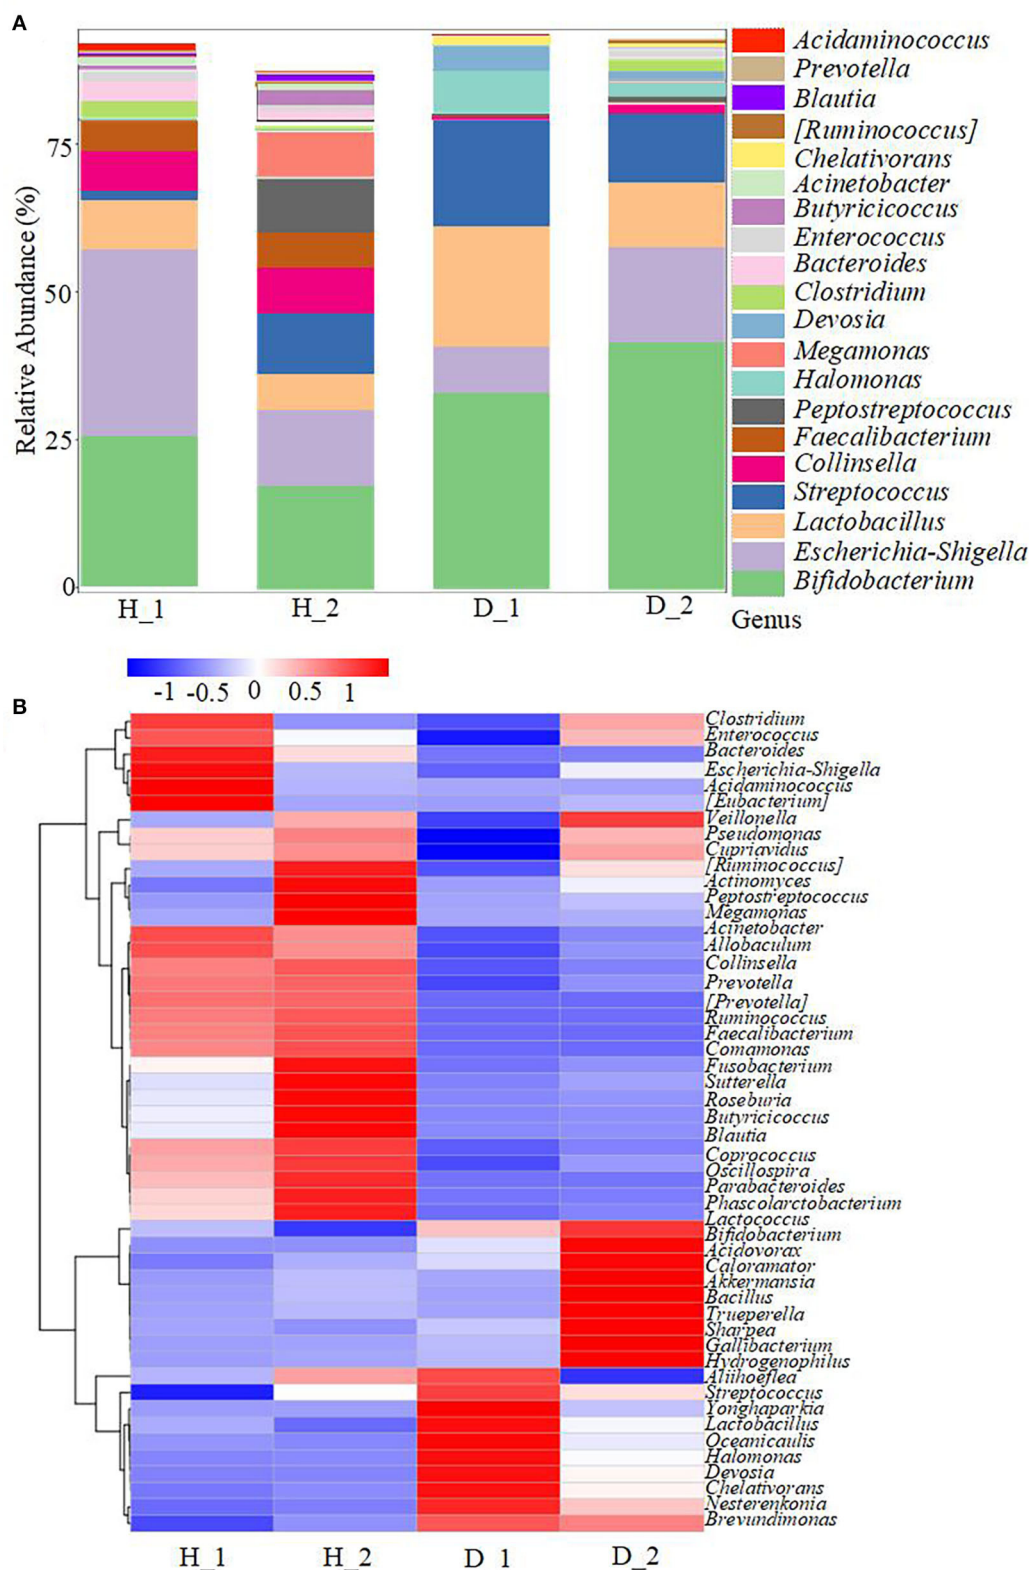 A
Relative Abundance (%)
75
50
25
0
H_1
H_2
D_1
D_2
Acidaminococcus
Prevotella
Blautia
[Ruminococcus]
Chelativorans
Acinetobacter
Butyricicoccus
Enterococcus
Bacteroides
Clostridium
Devosia
Megamonas
Halomonas
Peptostreptococcus
Faecalibacterium
Collinsella
Streptococcus
Lactobacillus
Escherichia-Shigella
Bifidobacterium
Genus
-1 -0.5 0 0.5 1
B
Clostridium
Enterococcus
Bacteroides
Escherichia-Shigella
Acidaminococcus
[Eubacterium]
Veillonella
Pseudomonas
Cupriavidus
[Ruminococcus]
Actinomyces
Peptostreptococcus
Megamonas
Acinetobacter
Allobaculum
Collinsella
Prevotella
[Prevotella]
Ruminococcus
Faecalibacterium
Comamonas
Fusobacterium
Sutterella
Roseburia
Butyricicoccus
Blautia
Coprococcus
Oscillospira
Parabacteroides
Phascolarctobacterium
Lactococcus
Bifidobacterium
Acidovorax
Caloramator
Akkermansia
Bacillus
Trueperella
Sharpea
Gallibacterium
Hydrogenophilus
Aliihoeflea
Streptococcus
Yonghaparkia
Lactobacillus
Oceanicaulis
Halomonas
Devosia
Chelativorans
Nesterenkonia
Brevundimonas
H_1
H_2
D_1
D_2